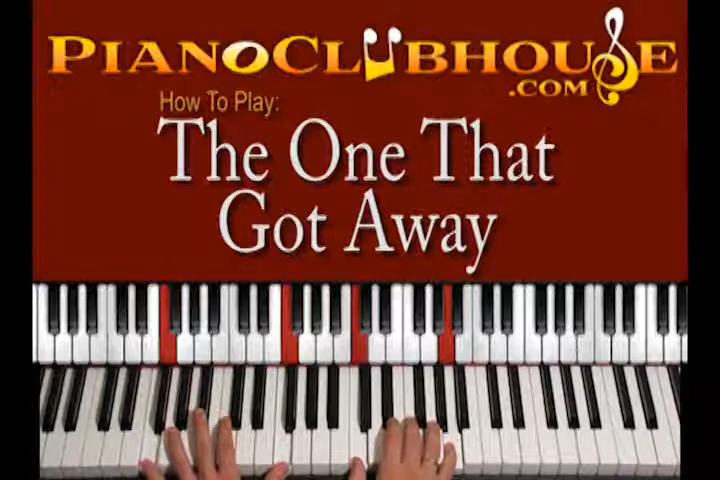 PIANOCLUBHOUSE
.COM
How To Play:
The One That
Got Away